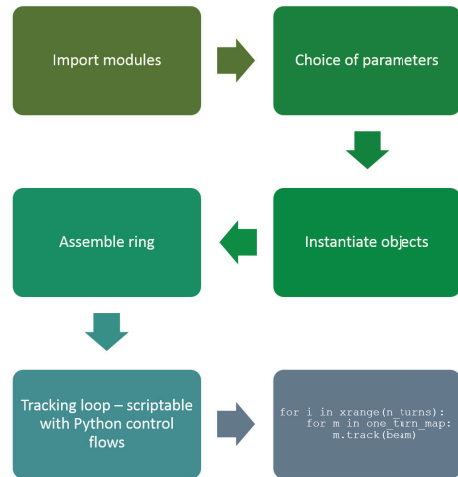 Import modules
Choice of parameters
Instantiate objects
Assemble ring
Tracking loop – scriptable
with Python control
flows
for i in xrange(n_turns):
    for m in one_turn_map:
        m.track(beam)